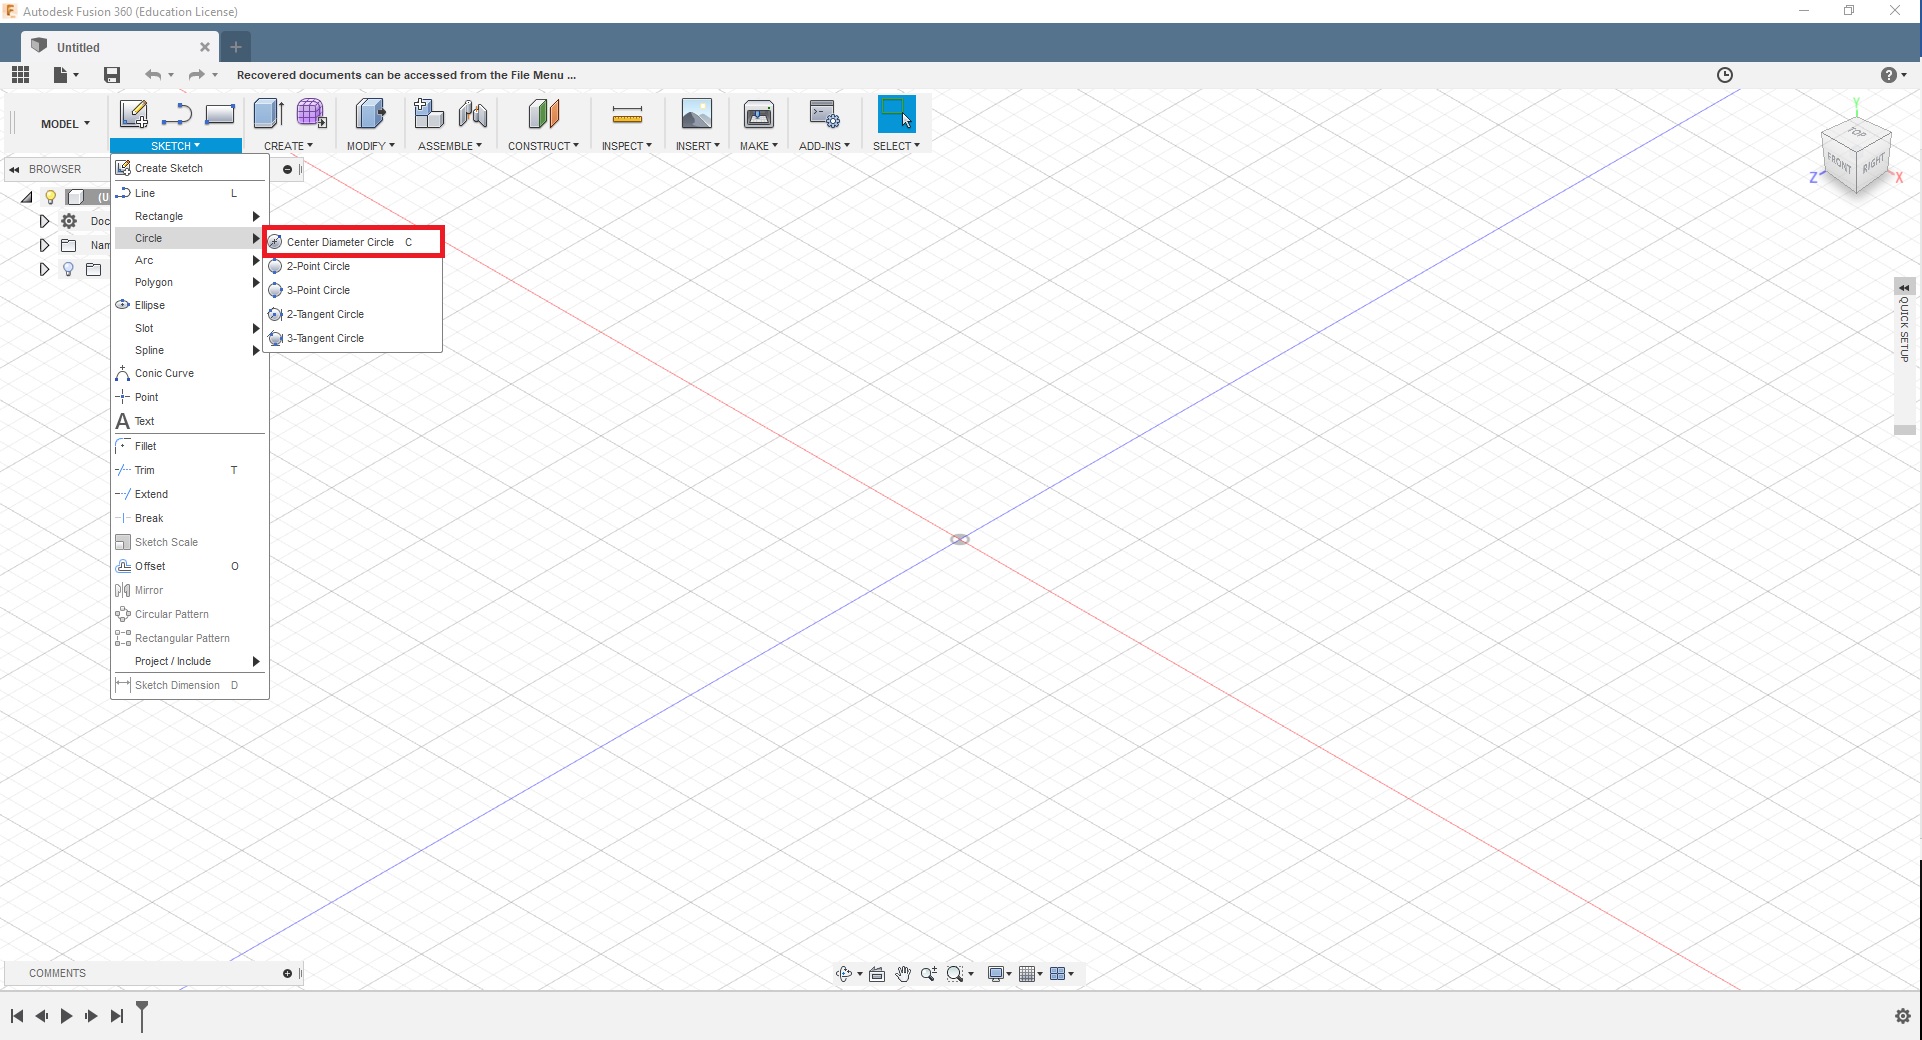 Autodesk Fusion 360 (Education License)
Untitled
Recovered documents can be accessed from the File Menu ...
MODEL
SKETCH
CREATE
MODIFY
ASSEMBLE
CONSTRUCT
INSPECT
INSERT
MAKE
ADD-INS
SELECT
BROWSER
(U
Doc
Nam
Create Sketch
Line L
Rectangle
Circle
Arc
Polygon
Ellipse
Slot
Spline
Conic Curve
Point
A Text
Fillet
Trim T
Extend
Break
Sketch Scale
Offset O
Mirror
Circular Pattern
Rectangular Pattern
Project / Include
Sketch Dimension D
Center Diameter Circle C
2-Point Circle
3-Point Circle
2-Tangent Circle
3-Tangent Circle
Y
TOP
FRONT
RIGHT
Z
X
QUICK SETUP
COMMENTS